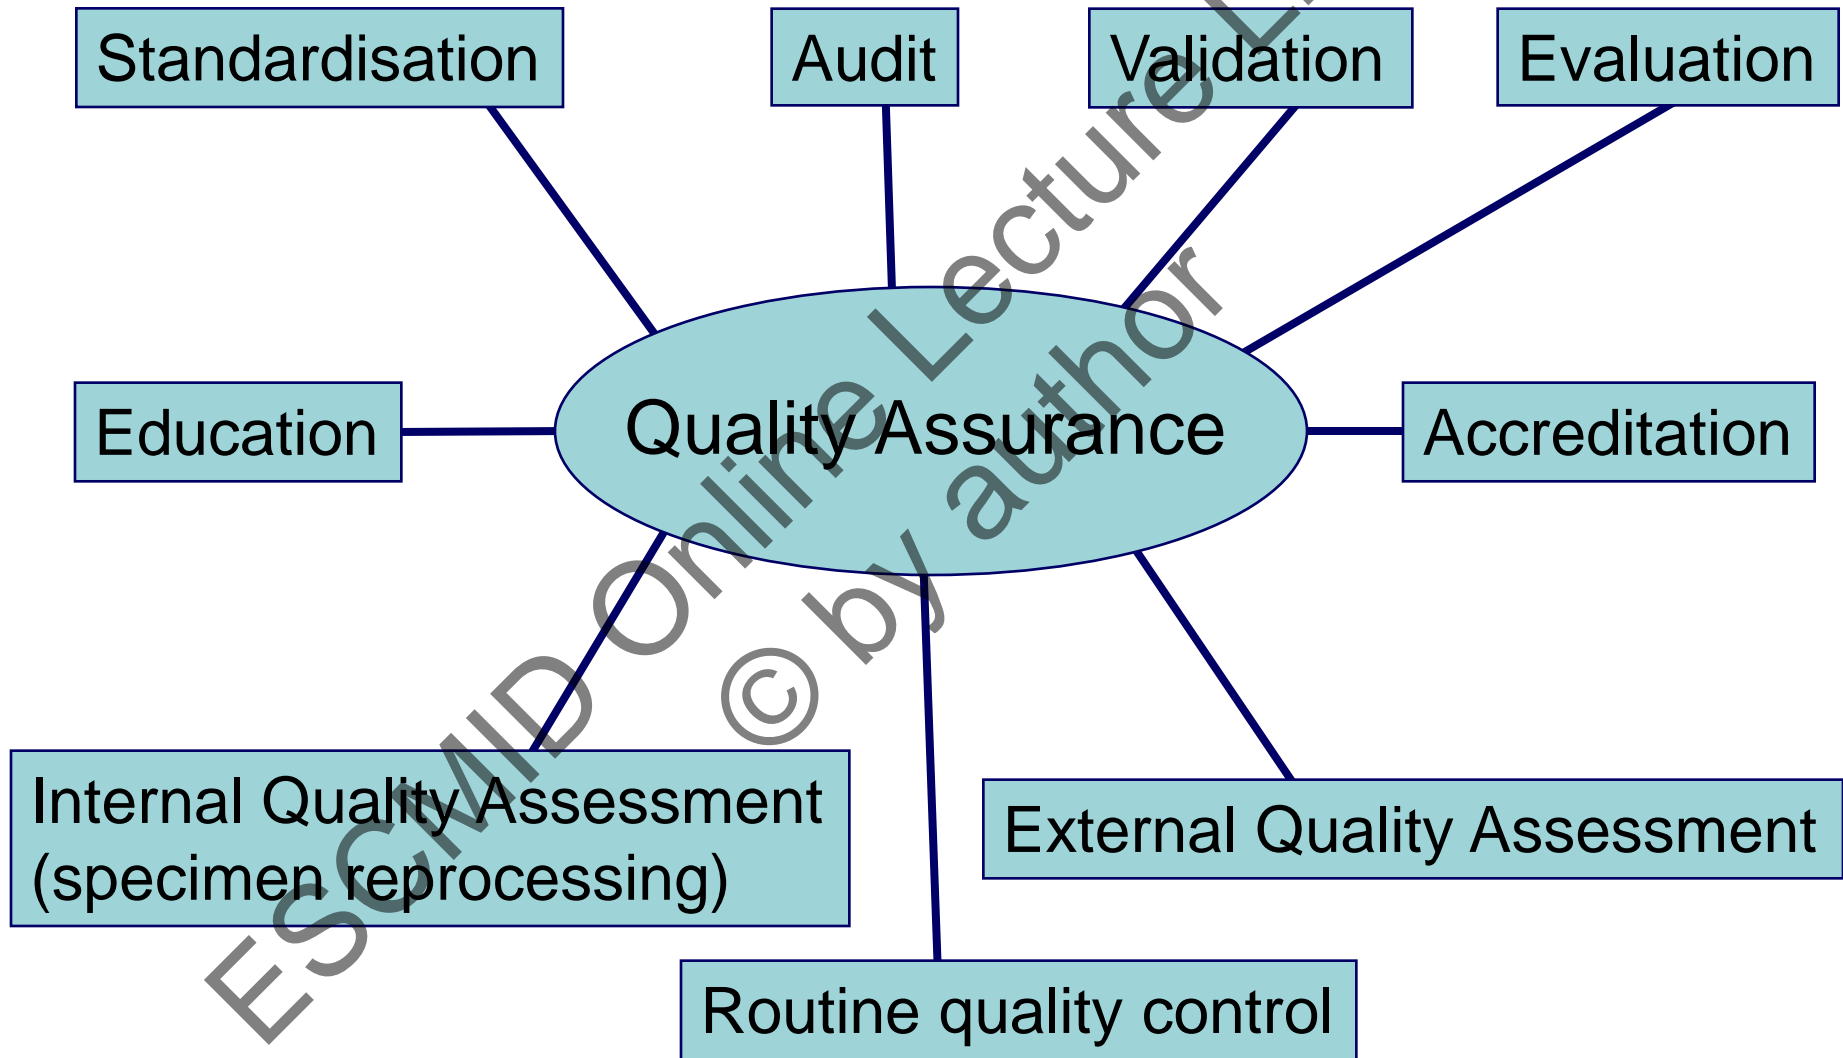 Standardisation
Audit
Validation
Evaluation
Education
Quality Assurance
Accreditation
Internal Quality Assessment
(specimen reprocessing)
External Quality Assessment
Routine quality control
ESCMID Online Lecture
© by author